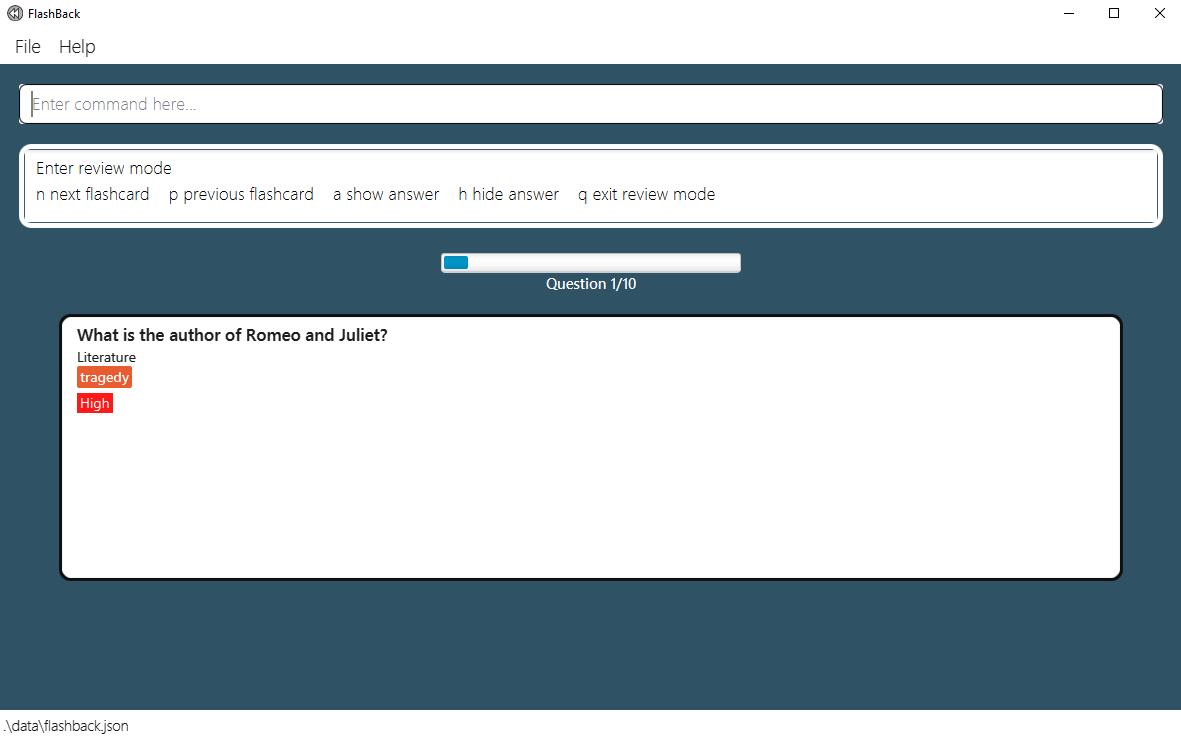 FlashBack
File Help
Enter command here...
Enter review mode
n next flashcard p previous flashcard a show answer h hide answer q exit review mode
Question 1/10
What is the author of Romeo and Juliet?
Literature
tragedy
High
.\data\flashback.json